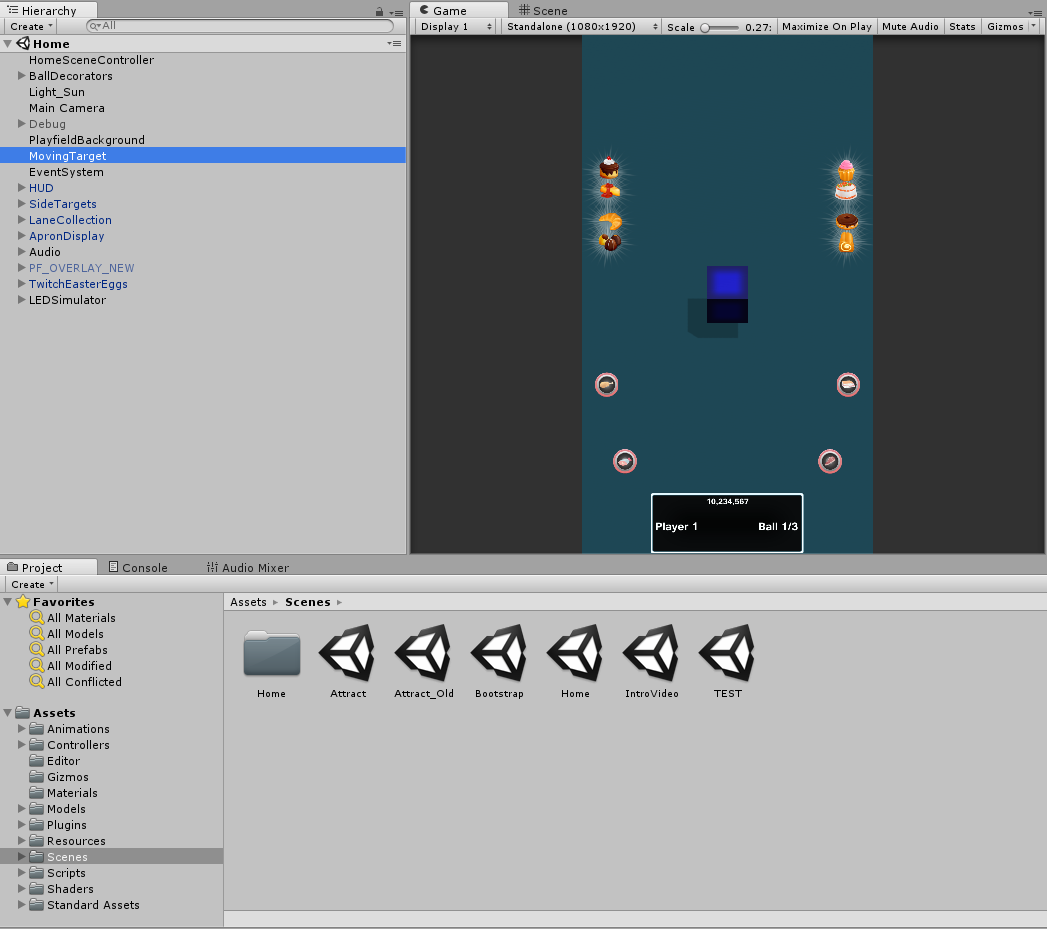 Hierarchy
Create
All
Home
HomeSceneController
BallDecorators
Light_Sun
Main Camera
Debug
PlayfieldBackground
MovingTarget
EventSystem
HUD
SideTargets
LaneCollection
ApronDisplay
Audio
PF_OVERLAY_NEW
TwitchEasterEggs
LEDSimulator
Game Scene
Display 1 Standalone (1080x1920) Scale 0.27: Maximize On Play Mute Audio Stats Gizmos
10,234,567
Player 1 Ball 1/3
Project Console Audio Mixer
Create
Favorites
All Materials
All Models
All Prefabs
All Modified
All Conflicted
Assets
Animations
Controllers
Editor
Gizmos
Materials
Models
Plugins
Resources
Scenes
Scripts
Shaders
Standard Assets
Assets Scenes
Home Attract Attract_Old Bootstrap Home IntroVideo TEST